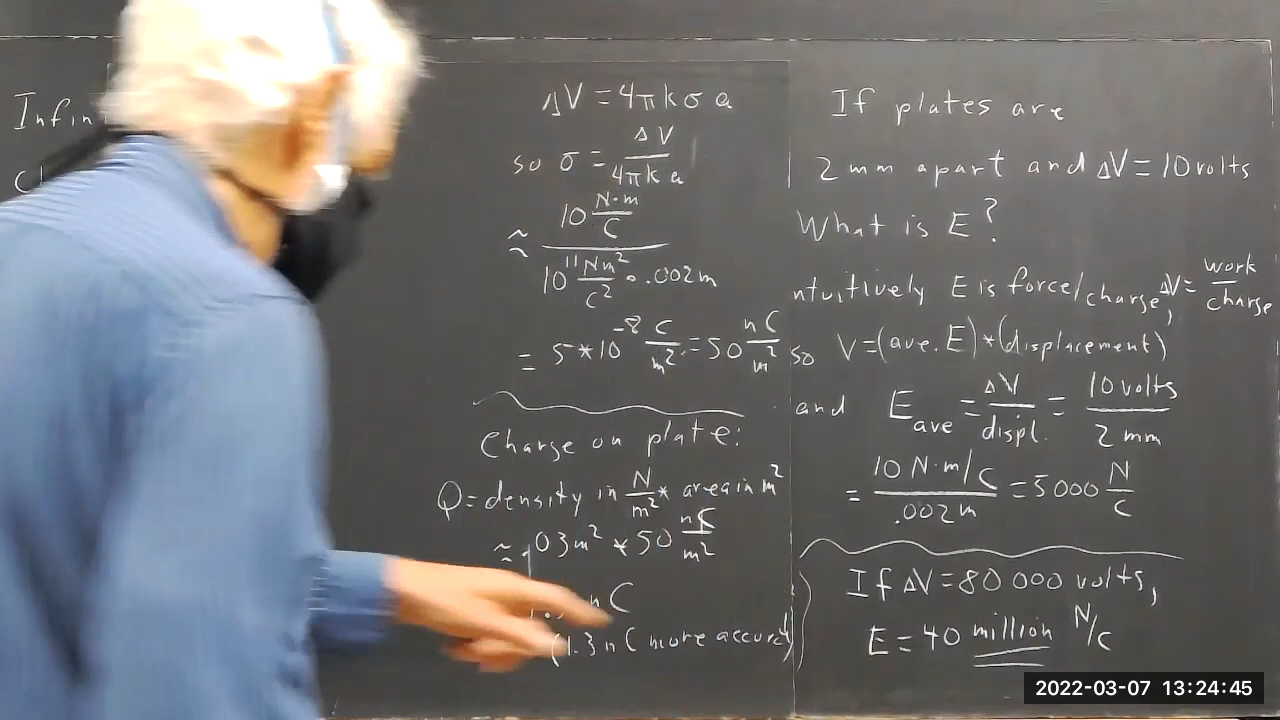 Infin
ΔV = 4πkσa
so σ = ΔV / 4πka
≈ 10 N·m/C / 10^11 Nm²/C² · .002m
= 5*10^-8 C/m² = 50 nC/m²
Charge on plate:
Q = density in N/m² * area in m²
≈ .03m² * 50 nC/m²
nC
(1.3 nC more accurat
If plates are
2 mm apart and ΔV = 10 volts
What is E?
ntuitively E is force/charge, ΔV = work/charge
so V = (ave. E) * (displacement)
and E_ave = ΔV/displ. = 10 volts / 2 mm
= 10 N·m/C / .002m = 5000 N/C
If ΔV = 80 000 volts,
E = 40 million N/C
2022-03-07 13:24:45